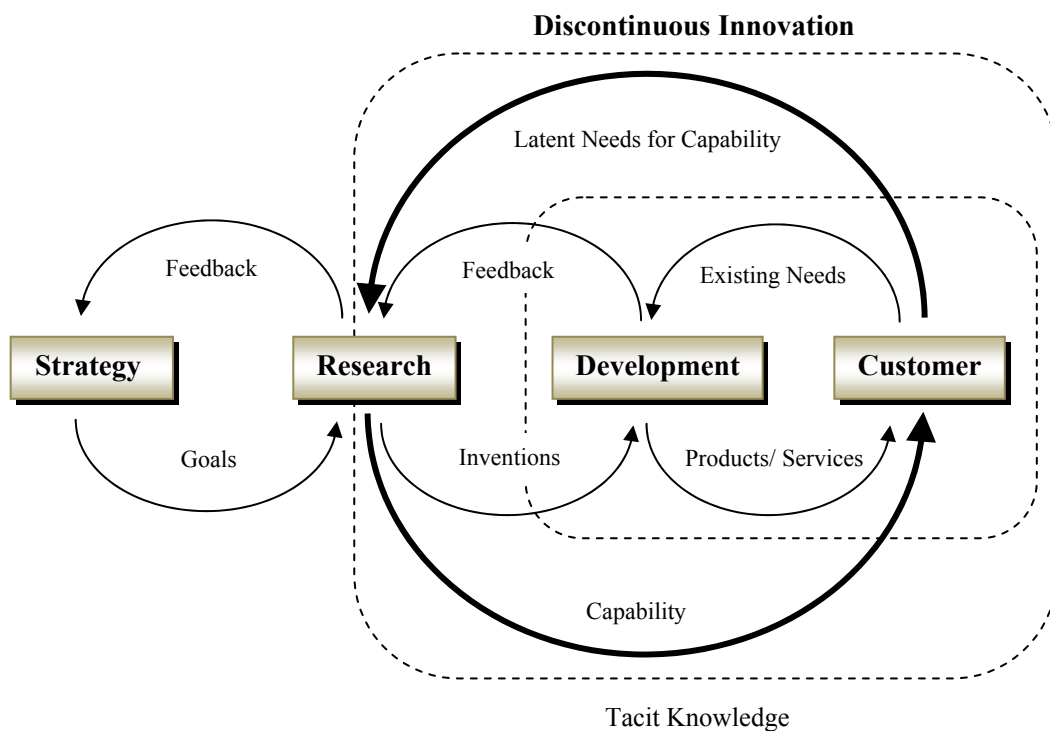 Discontinuous Innovation
Latent Needs for Capability
Feedback
Feedback
Existing Needs
Strategy
Research
Development
Customer
Goals
Inventions
Products/ Services
Capability
Tacit Knowledge